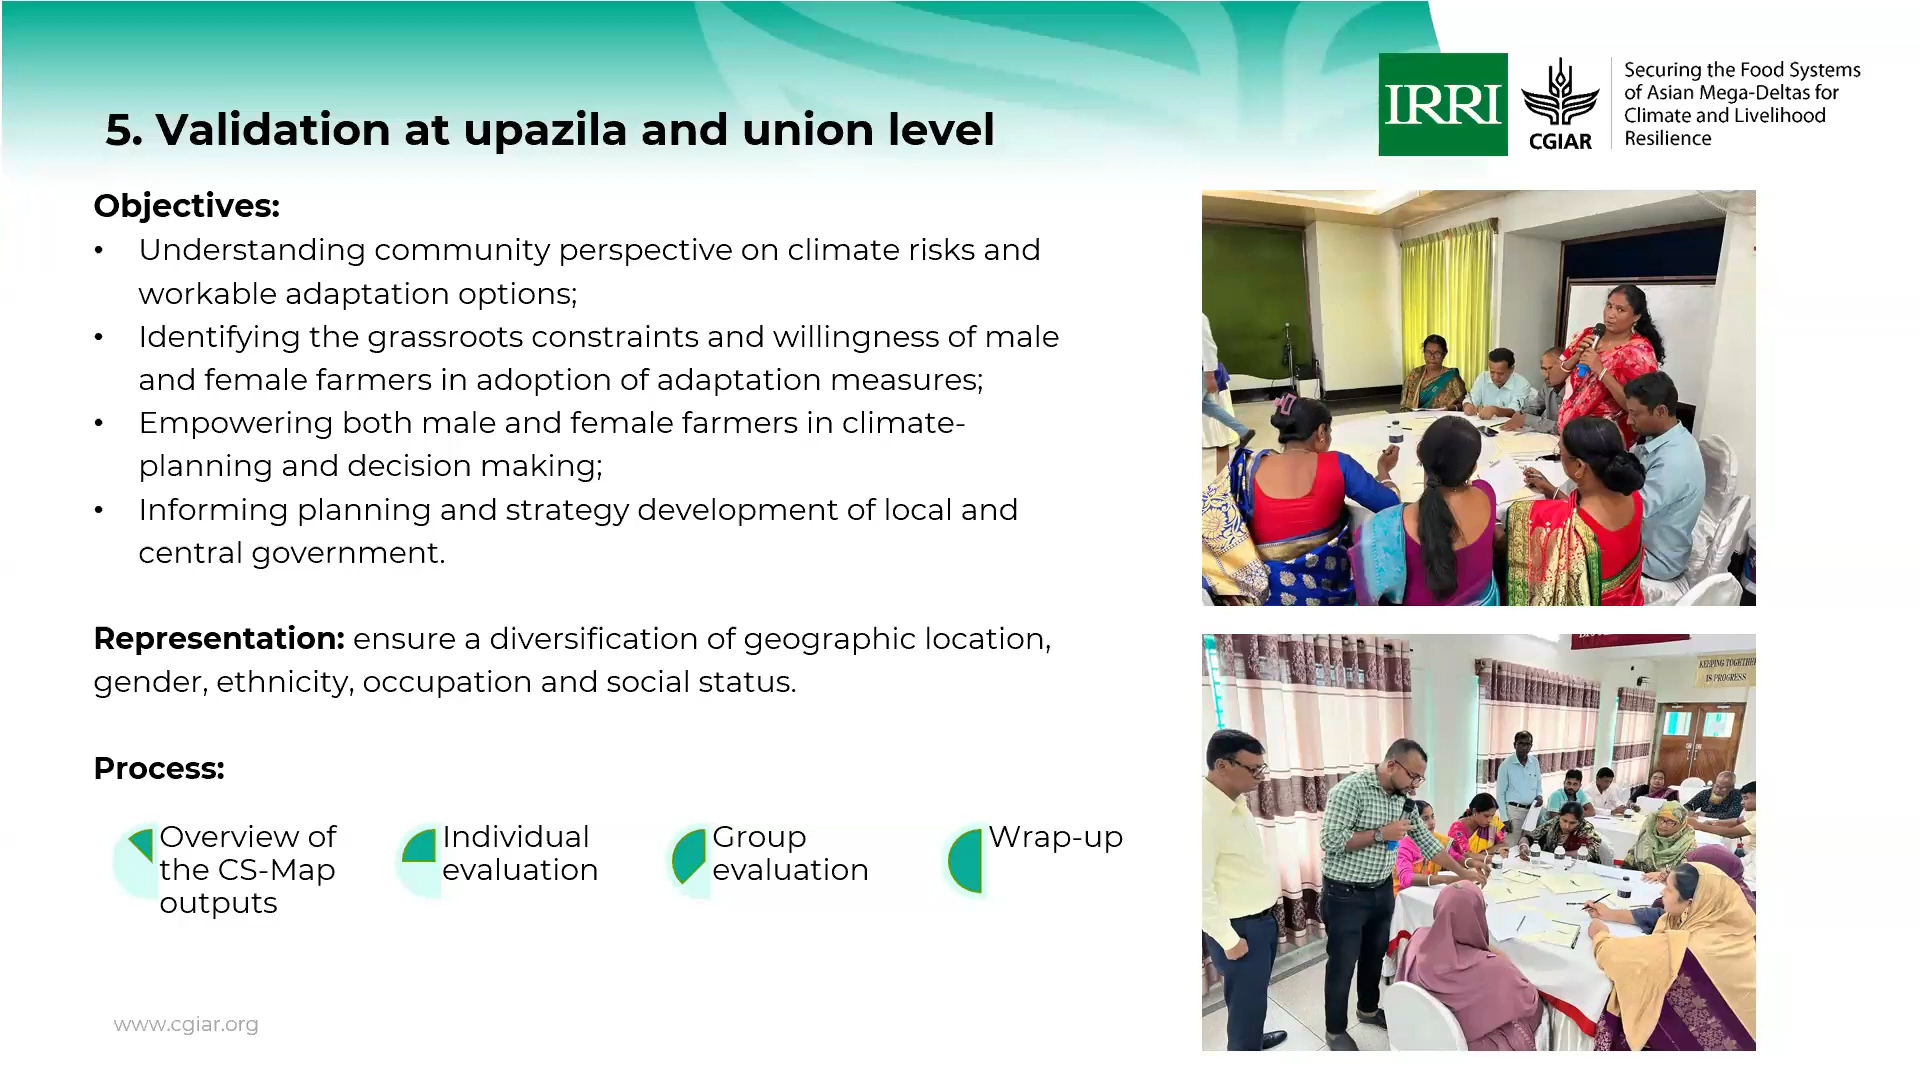 5. Validation at upazila and union level
IRRI
CGIAR
Securing the Food Systems
of Asian Mega-Deltas for
Climate and Livelihood
Resilience
Objectives:
• Understanding community perspective on climate risks and
workable adaptation options;
• Identifying the grassroots constraints and willingness of male
and female farmers in adoption of adaptation measures;
• Empowering both male and female farmers in climate-
planning and decision making;
• Informing planning and strategy development of local and
central government.
Representation: ensure a diversification of geographic location,
gender, ethnicity, occupation and social status.
Process:
Overview of
the CS-Map
outputs
Individual
evaluation
Group
evaluation
Wrap-up
KEEPING TOGETHER
IS PROGRESS
www.cgiar.org